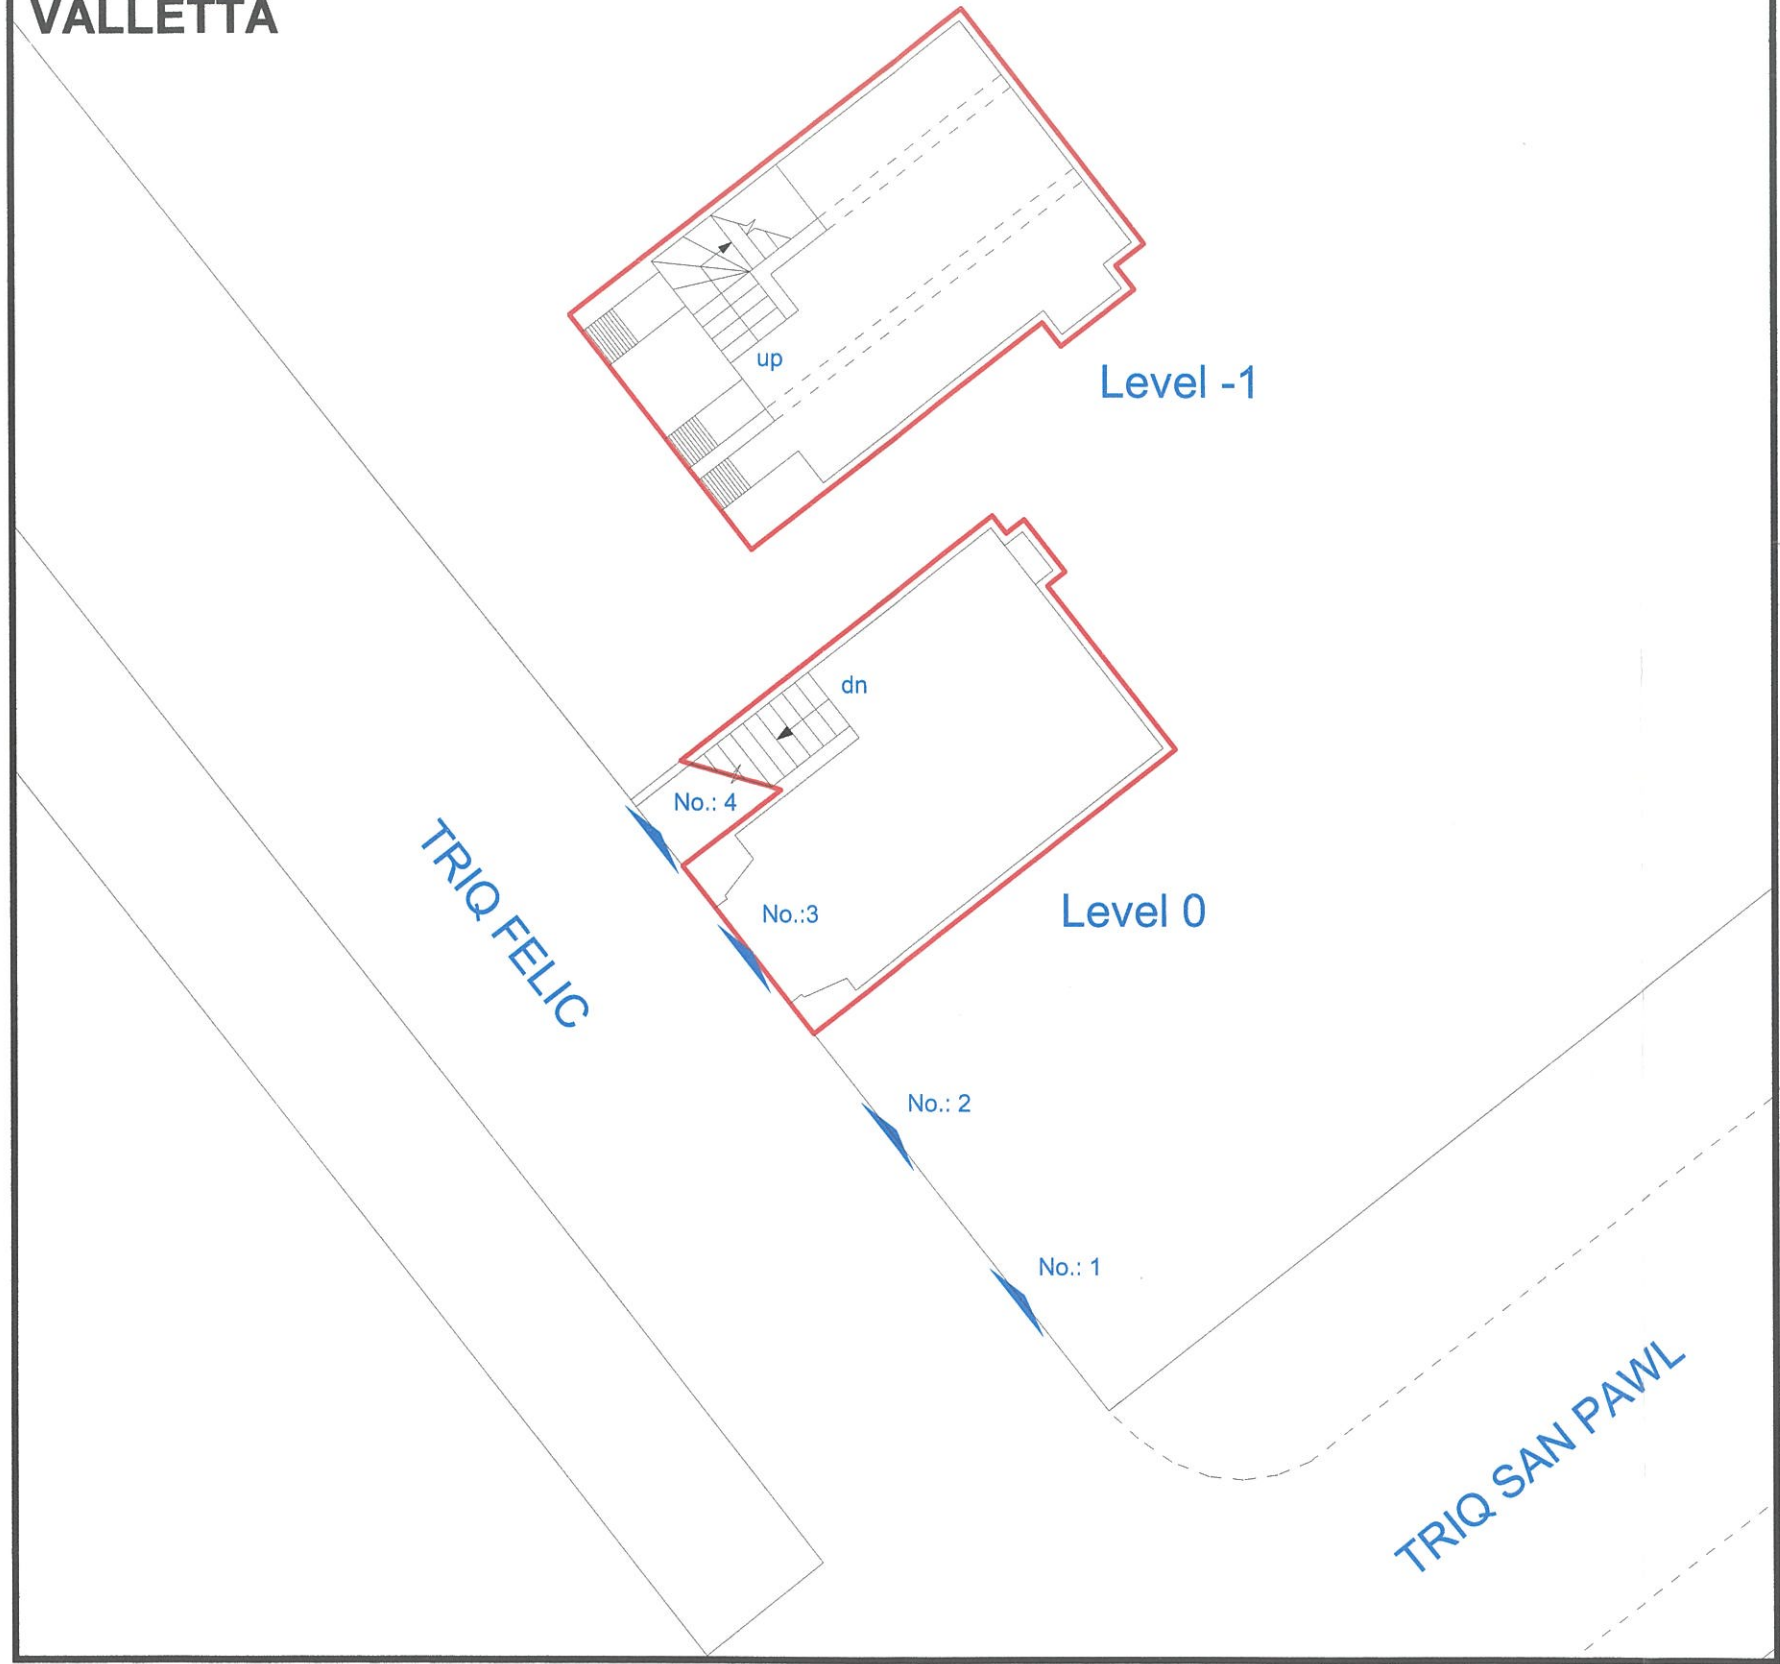 VALLETTA
up
Level -1
dn
No.: 4
TRIQ FELIC
No.:3
Level 0
No.: 2
No.: 1
TRIQ SAN PAWL